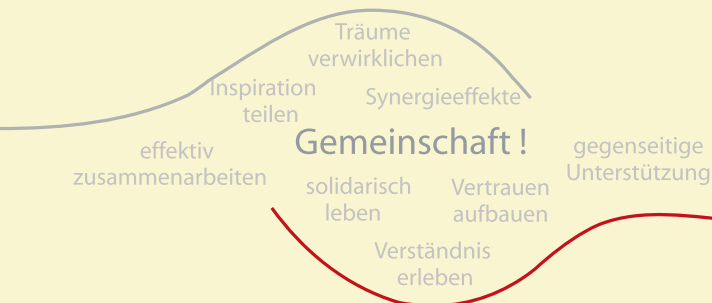 Träume
verwirklichen
Inspiration
teilen
Synergieeffekte
Gemeinschaft !
effektiv
zusammenarbeiten
gegenseitige
Unterstützung
solidarisch
leben
Vertrauen
aufbauen
Verständnis
erleben